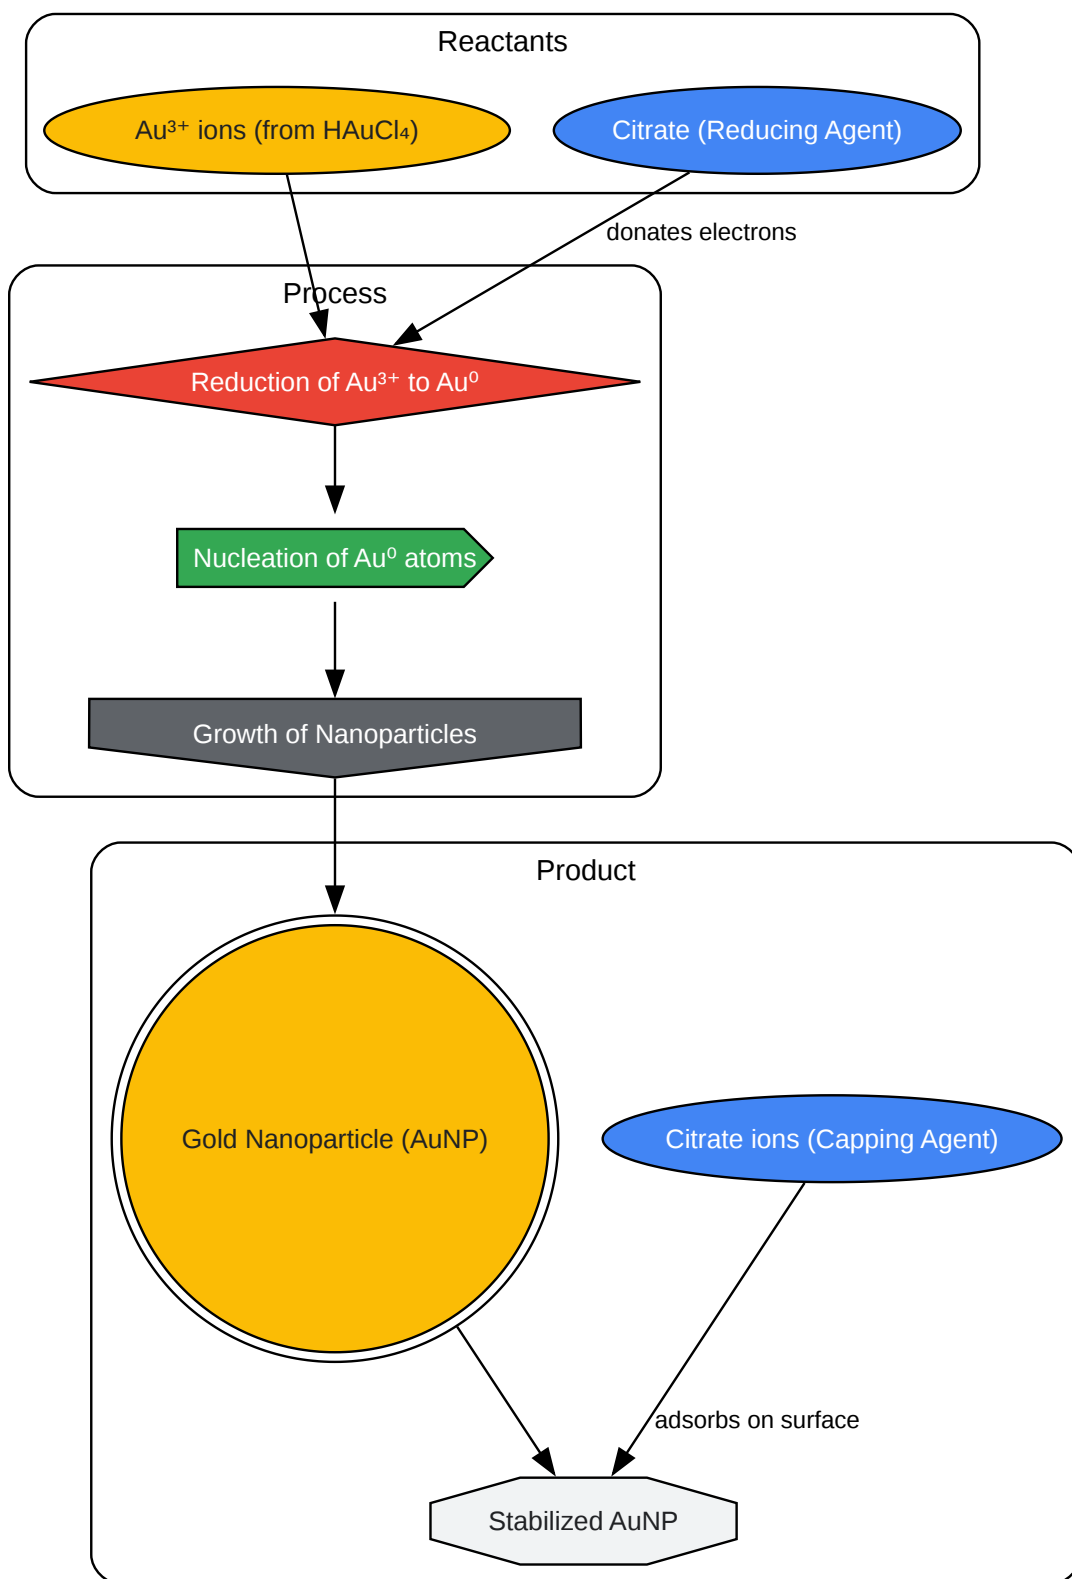 Reactants
Au³⁺ ions (from HAuCl₄)
Citrate (Reducing Agent)
donates electrons
Process
Reduction of Au³⁺ to Au⁰
Nucleation of Au⁰ atoms
Growth of Nanoparticles
Product
Gold Nanoparticle (AuNP)
Citrate ions (Capping Agent)
adsorbs on surface
Stabilized AuNP